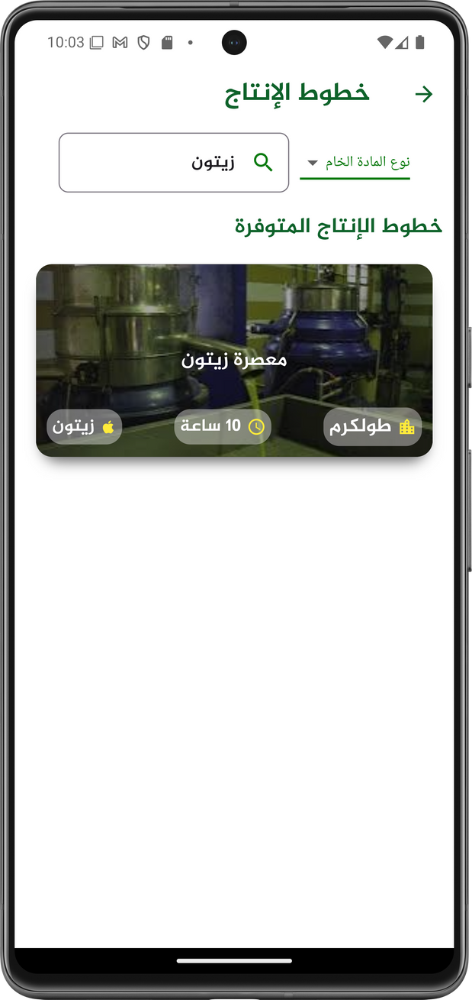 10:03
خطوط الإنتاج
نوع المادة الخام
زيتون
خطوط الإنتاج المتوفرة
معصرة زيتون
طولكرم
10 ساعة
زيتون